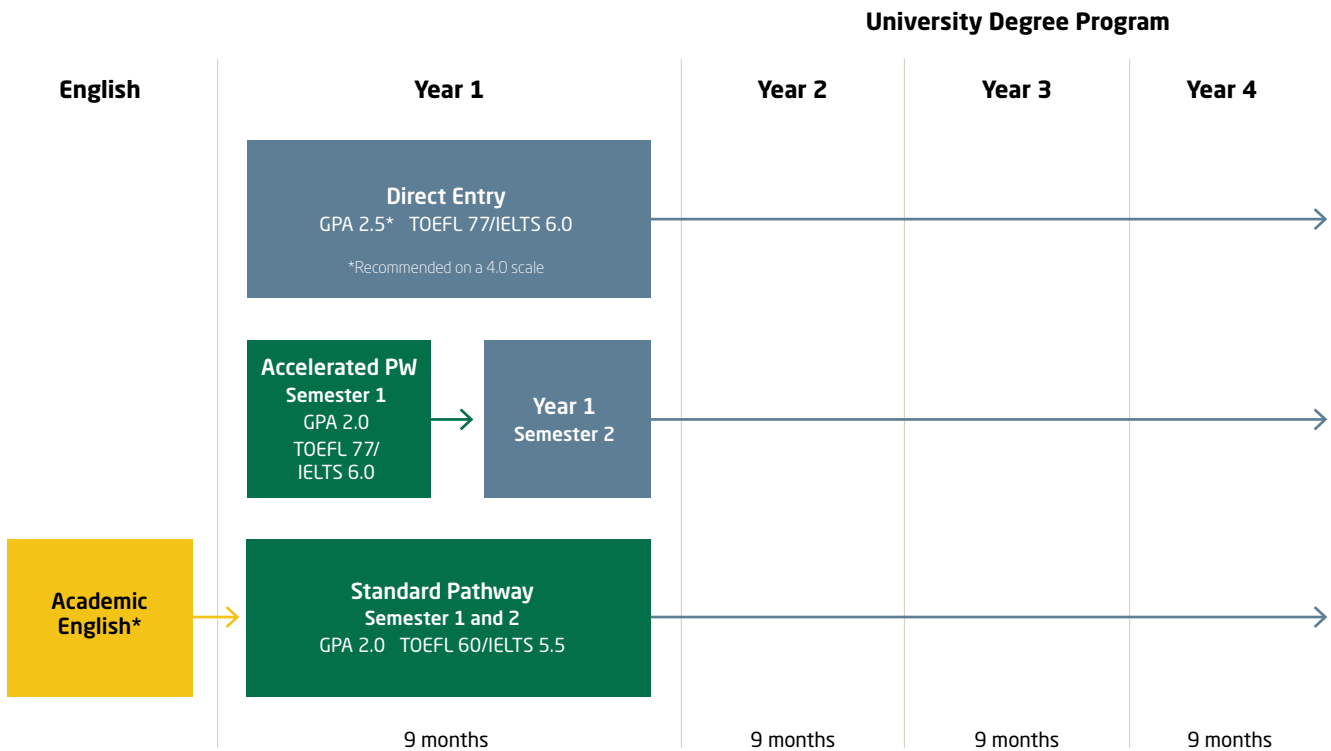 University Degree Program
English
Year 1
Year 2
Year 3
Year 4
Direct Entry
GPA 2.5* TOEFL 77/IELTS 6.0
*Recommended on a 4.0 scale
Accelerated PW
Semester 1
GPA 2.0
TOEFL 77/
IELTS 6.0
Year 1
Semester 2
Academic
English*
Standard Pathway
Semester 1 and 2
GPA 2.0 TOEFL 60/IELTS 5.5
9 months
9 months
9 months
9 months